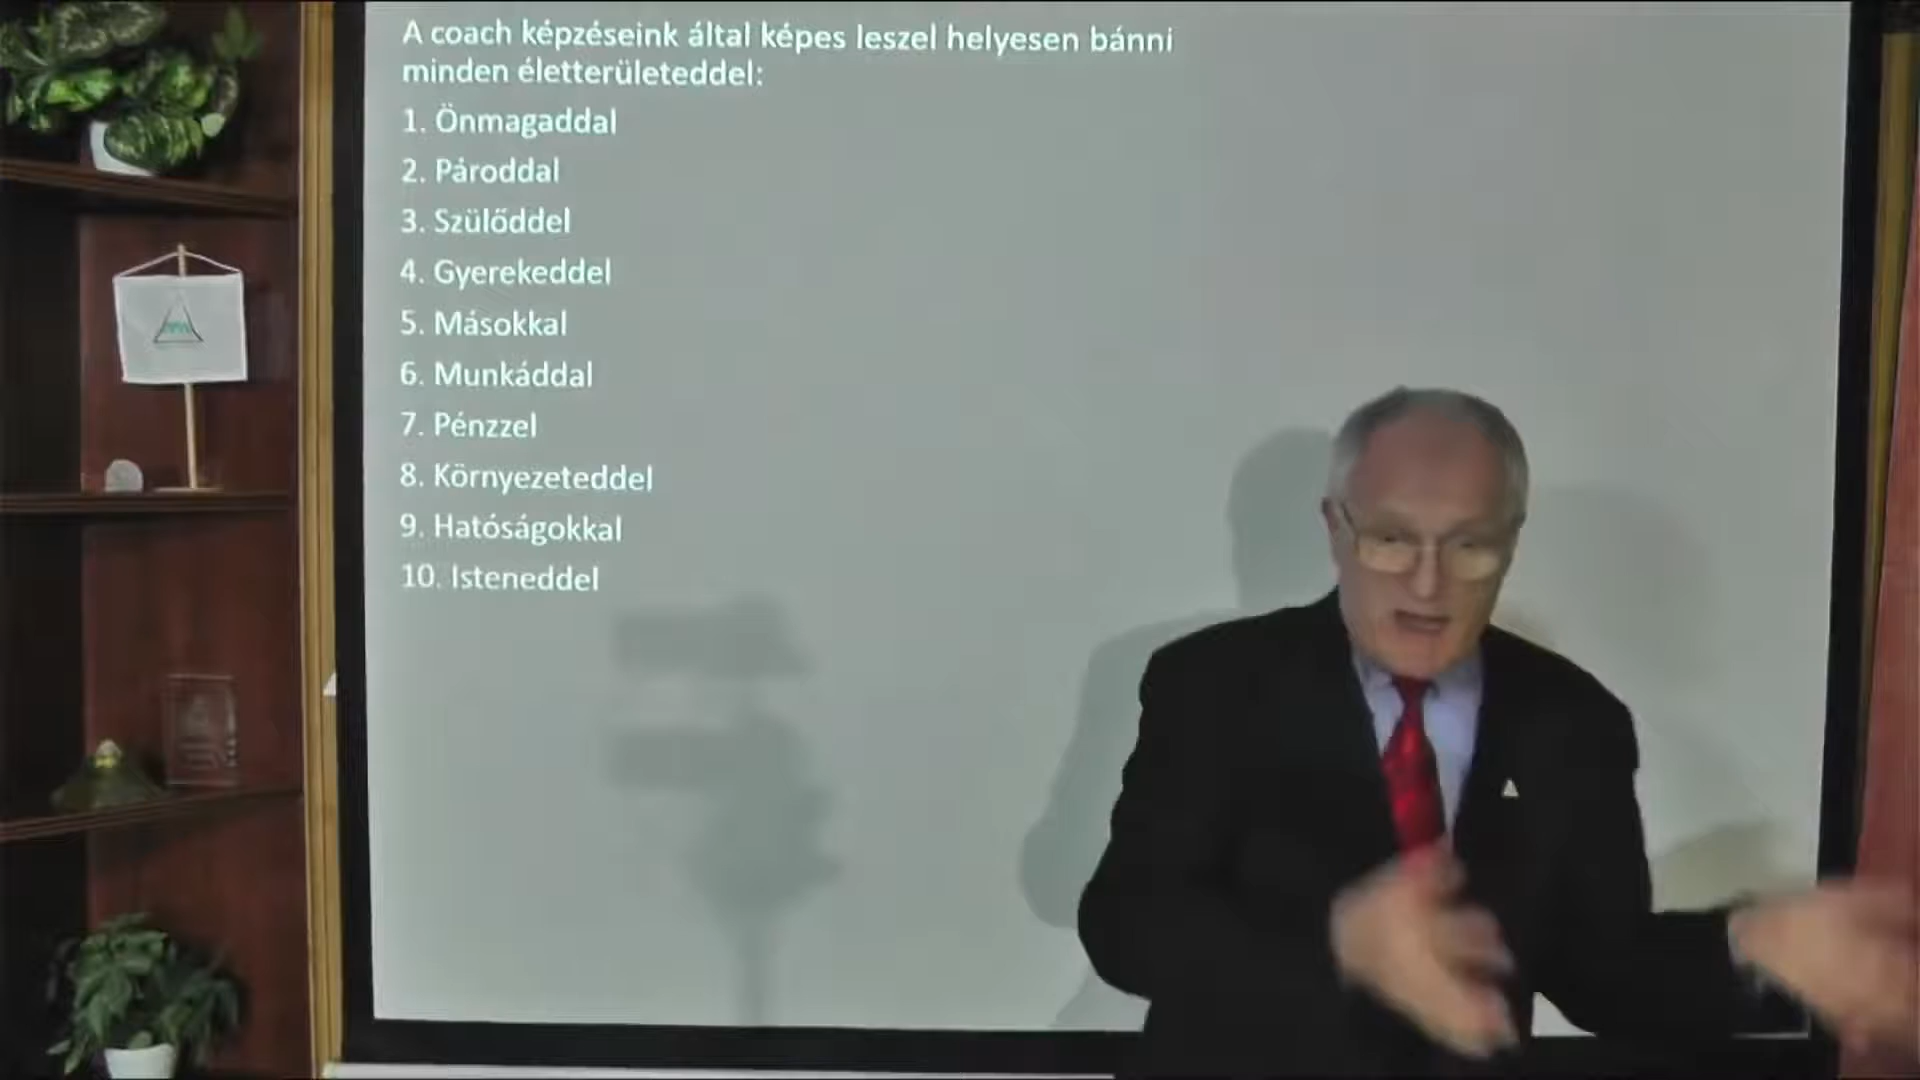 A coach képzéseink által képes leszel helyesen bánni
minden életterületeddel:
1. Önmagaddal
2. Pároddal
3. Szülőddel
4. Gyerekeddel
5. Másokkal
6. Munkáddal
7. Pénzzel
8. Környezeteddel
9. Hatóságokkal
10. Isteneddel